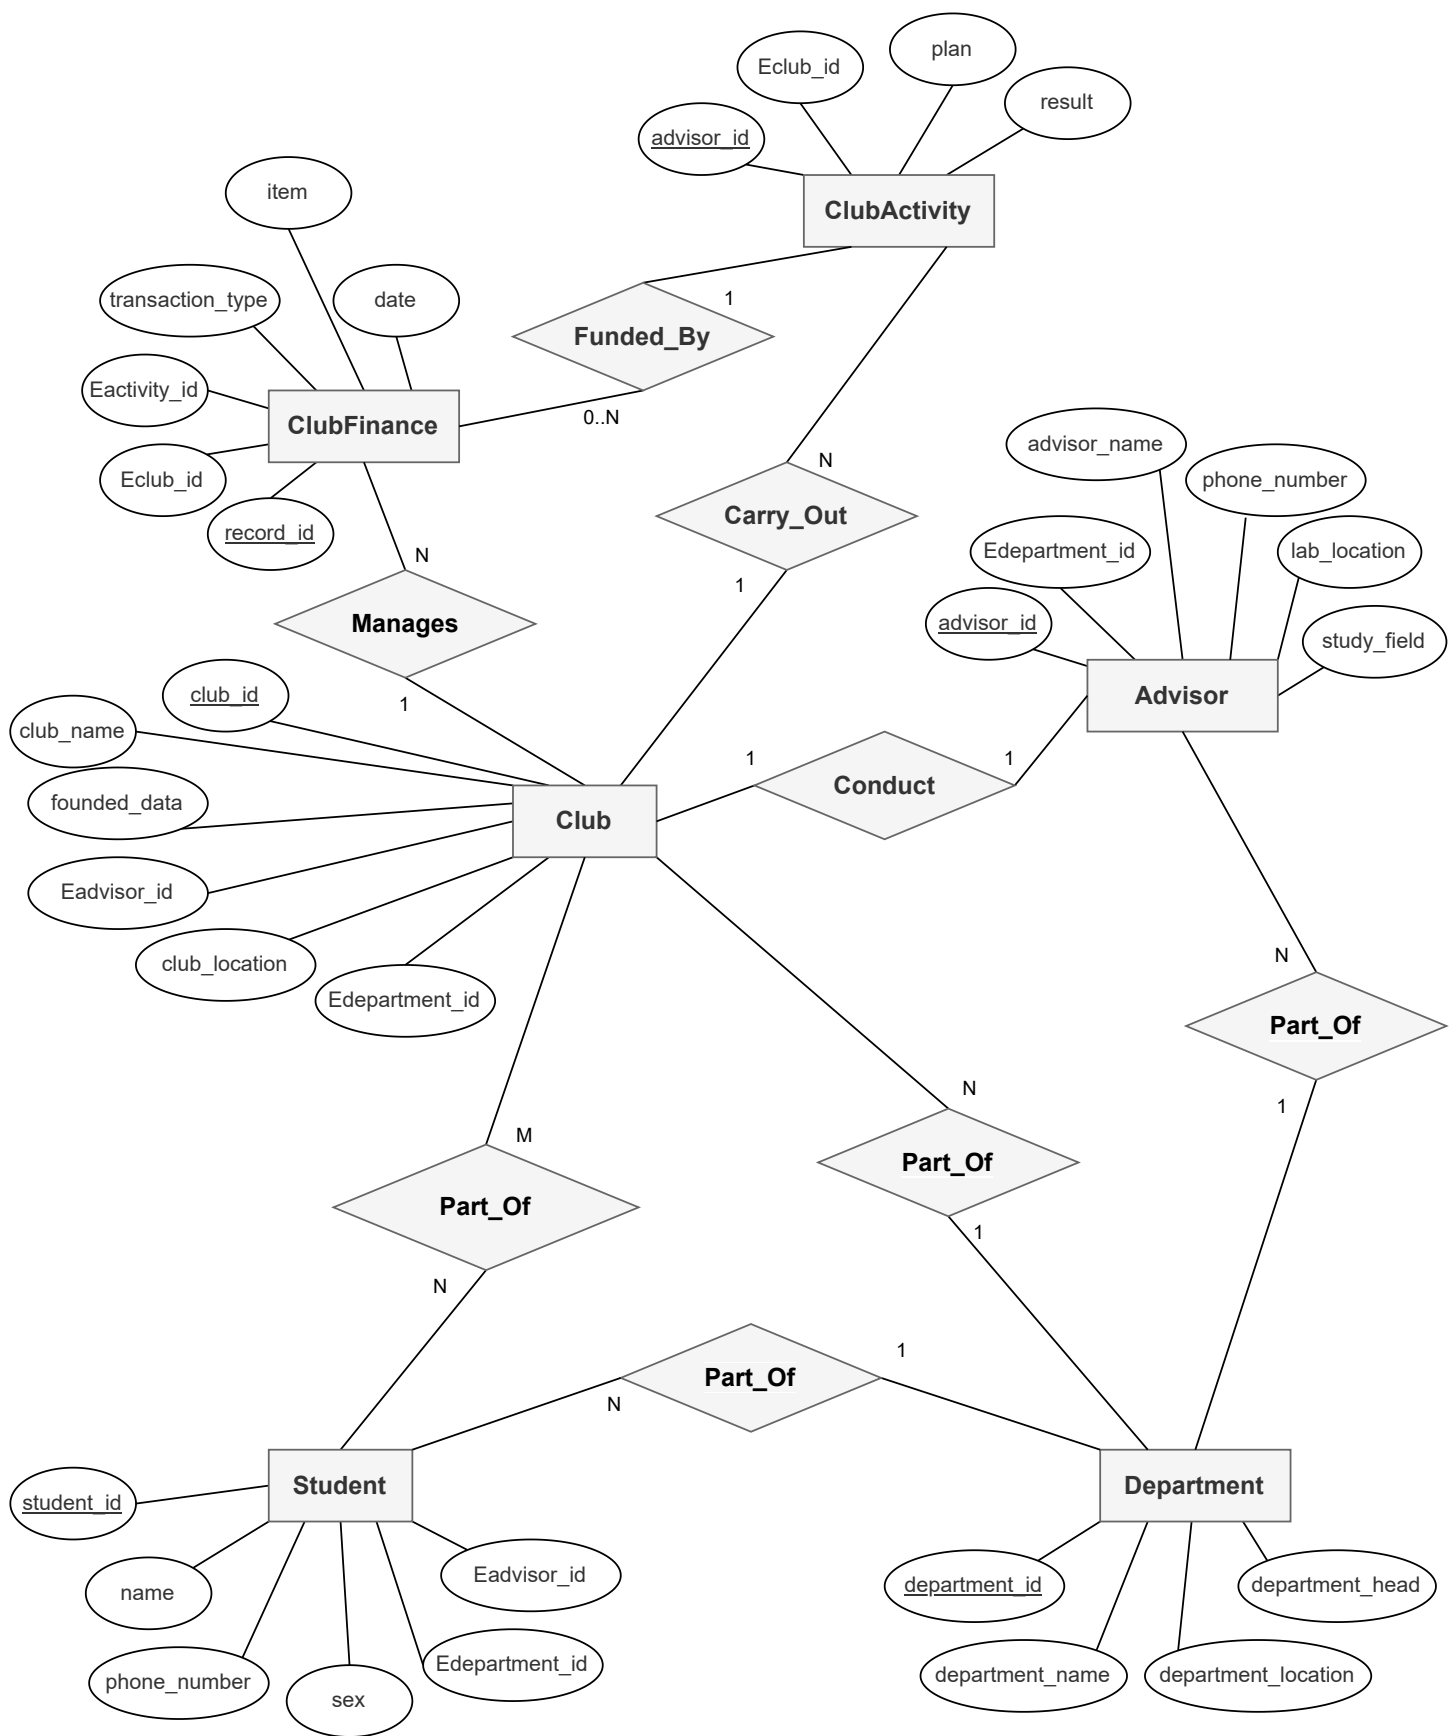 plan
Eclub_id
result
advisor_id
item
ClubActivity
transaction_type
date
1
Funded_By
Eactivity_id
ClubFinance
0..N
advisor_name
Eclub_id
N
phone_number
record_id
Carry_Out
Edepartment_id
lab_location
N
1
Manages
advisor_id
study_field
club_id
Advisor
1
club_name
1
1
Conduct
founded_data
Club
Eadvisor_id
club_location
N
Edepartment_id
Part_Of
N
1
M
Part_Of
Part_Of
1
N
1
Part_Of
N
Student
Department
student_id
Eadvisor_id
department_id
department_head
name
Edepartment_id
department_name
department_location
phone_number
sex